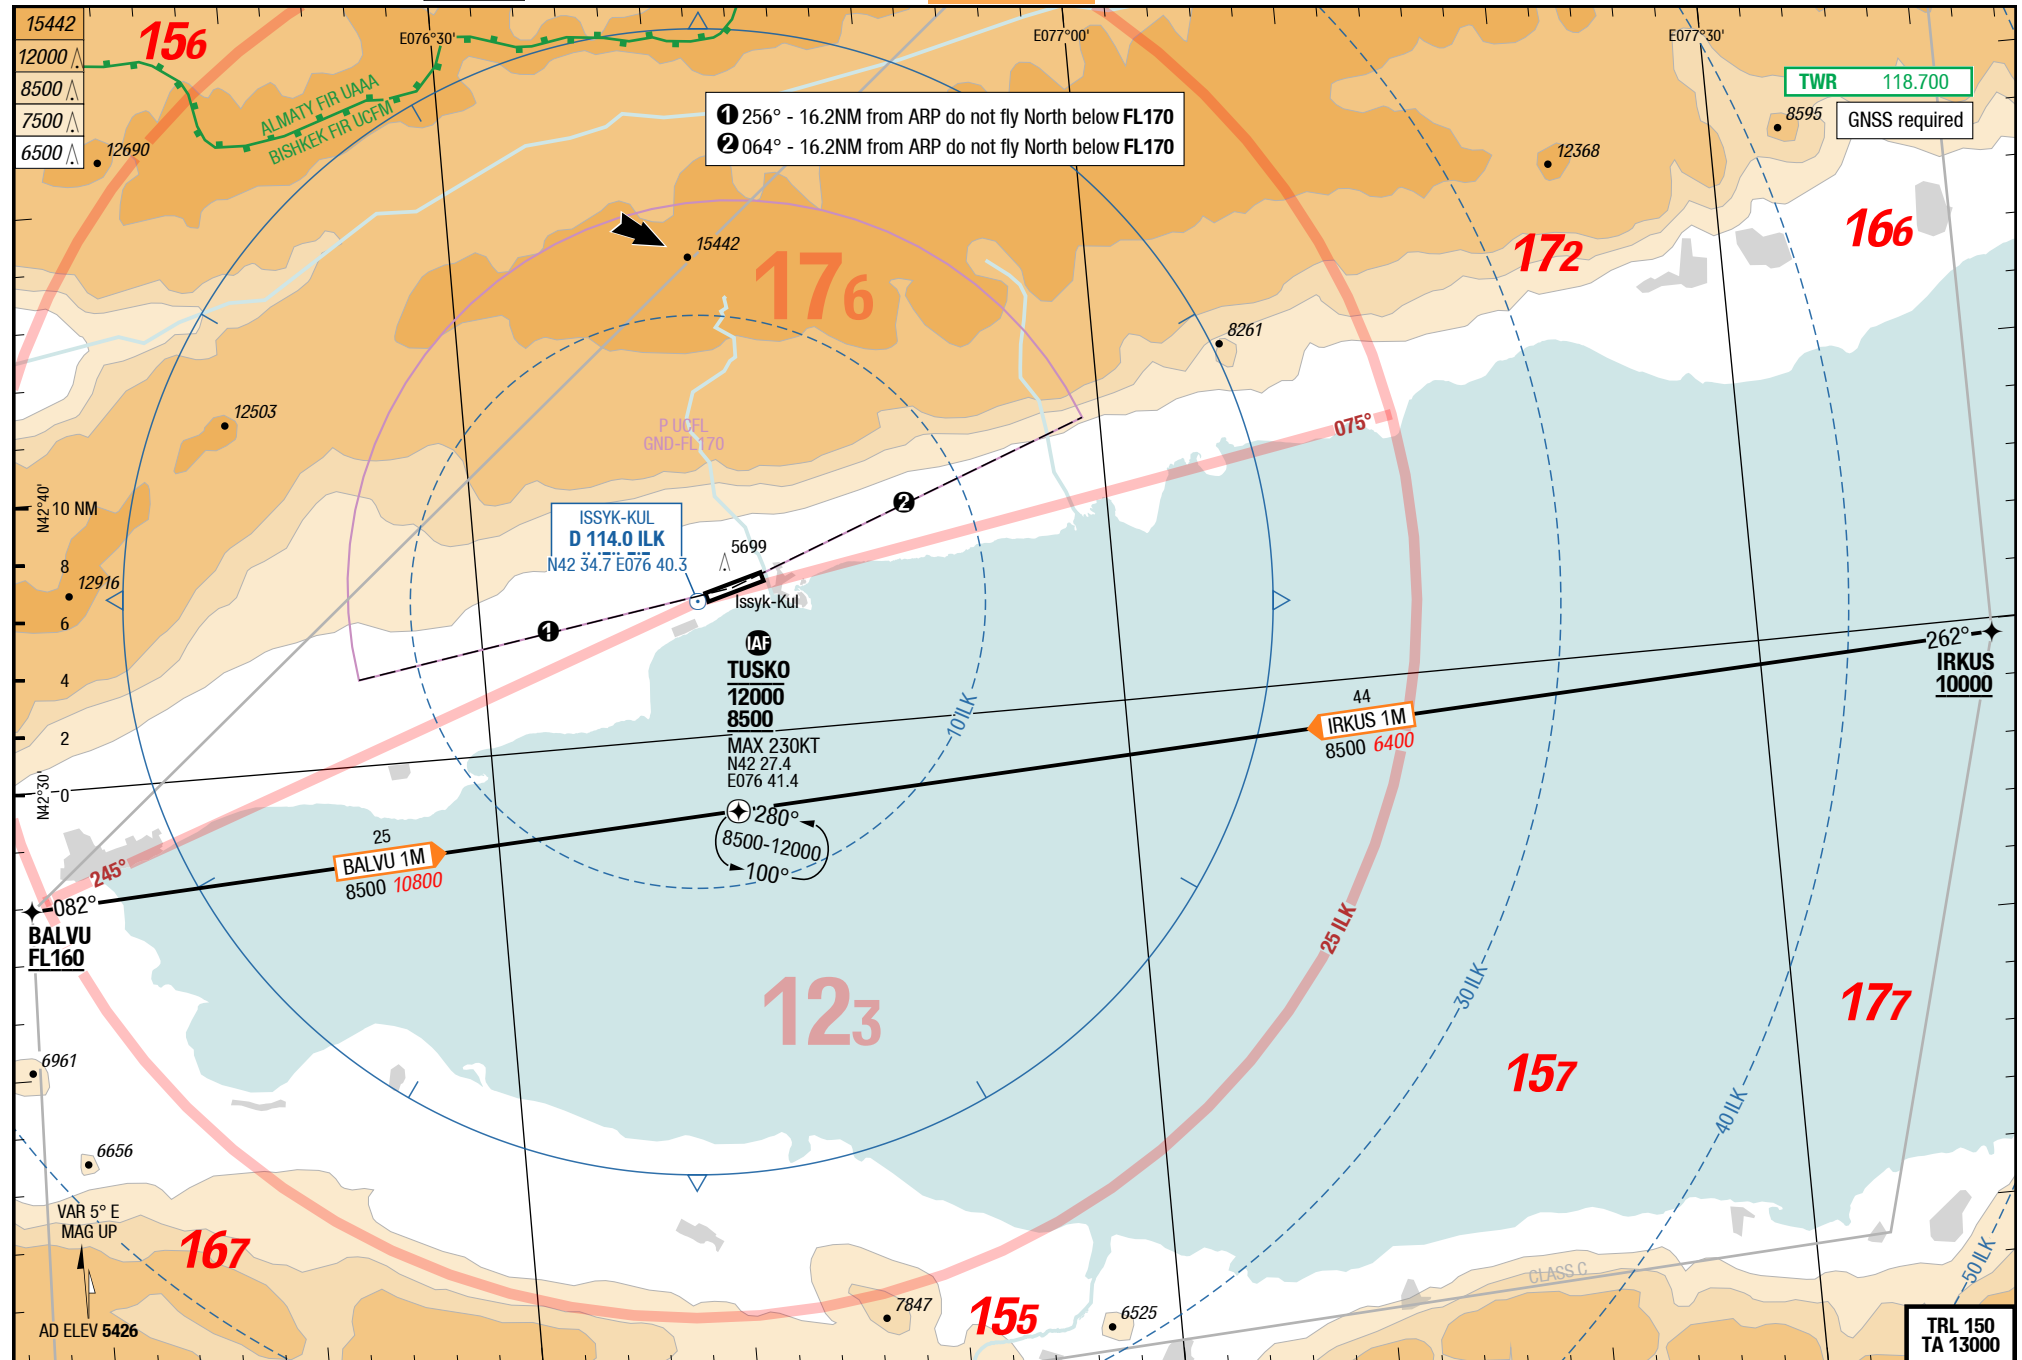 15442
12000
8500
7500
6500
156
E076°30'
E077°00'
E077°30'
TWR 118.700
GNSS required
ALMATY FIR UAAA
BISHKEK FIR UCFM
❶ 256° - 16.2NM from ARP do not fly North below FL170
❷ 064° - 16.2NM from ARP do not fly North below FL170
12690
8595
12368
15442
176
172
166
8261
12503
P UCFL
GND-FL170
075°
N42°40'
10 NM
8
6
4
2
0
N42°30'
12916
ISSYK-KUL
D 114.0 ILK
N42 34.7 E076 40.3
5699
Issyk-Kul
1
2
IAF
TUSKO
12000
8500
MAX 230KT
N42 27.4
E076 41.4
280°
8500-12000
100°
10 ILK
44
IRKUS 1M
8500 6400
262°
IRKUS
10000
25
BALVU 1M
8500 10800
245°
082°
BALVU
FL160
25 ILK
30 ILK
40 ILK
50 ILK
123
177
157
6961
6656
VAR 5° E
MAG UP
167
AD ELEV 5426
7847
155
6525
CLASS C
TRL 150
TA 13000